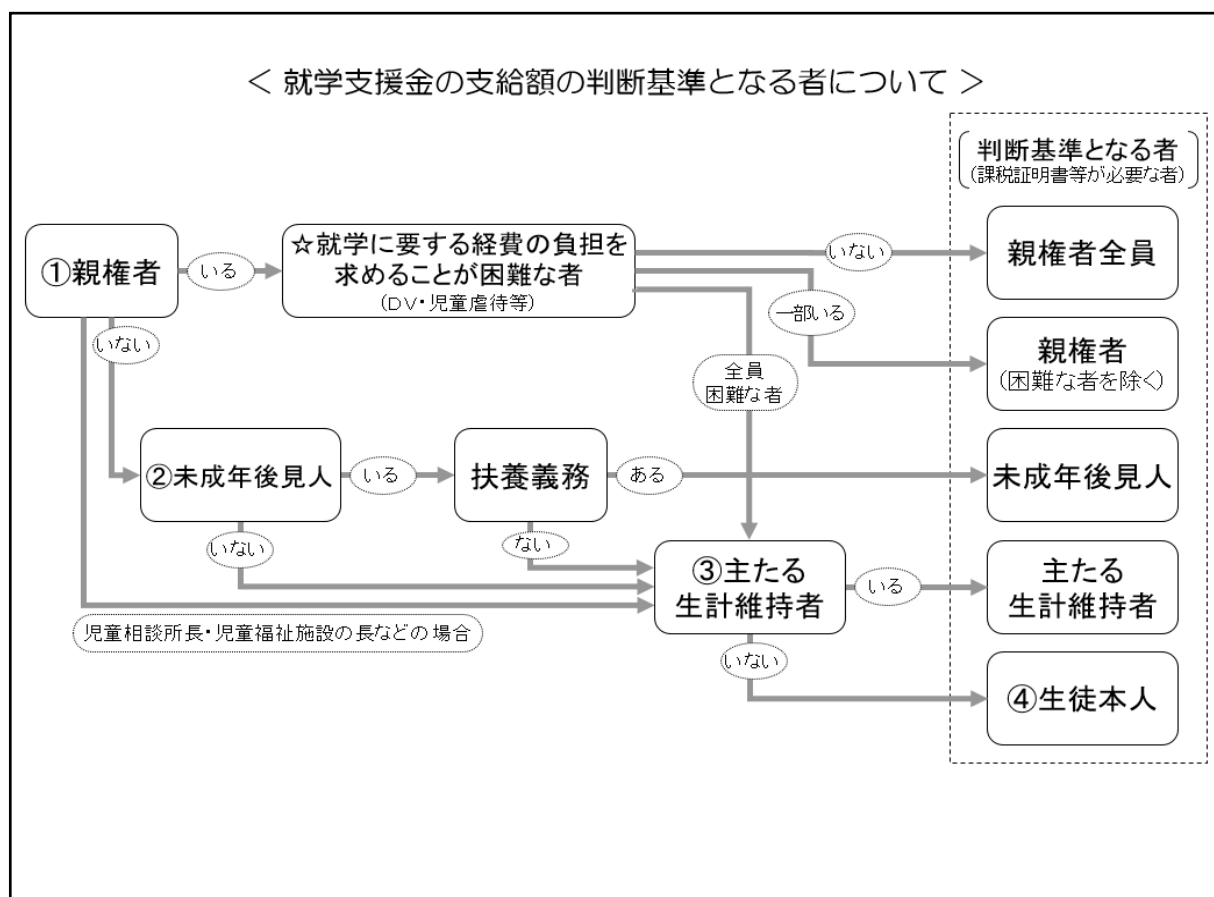 ＜ 就学支援金の支給額の判断基準となる者について ＞
判断基準となる者
(課税証明書等が必要な者)
①親権者
いる
☆就学に要する経費の負担を
求めることが困難な者
(ＤＶ・児童虐待等)
いない
親権者全員
一部いる
親権者
(困難な者を除く)
いない
全員
困難な者
②未成年後見人
いる
扶養義務
ある
未成年後見人
いない
ない
③主たる
生計維持者
いる
主たる
生計維持者
児童相談所長・児童福祉施設の長などの場合
いない
④生徒本人